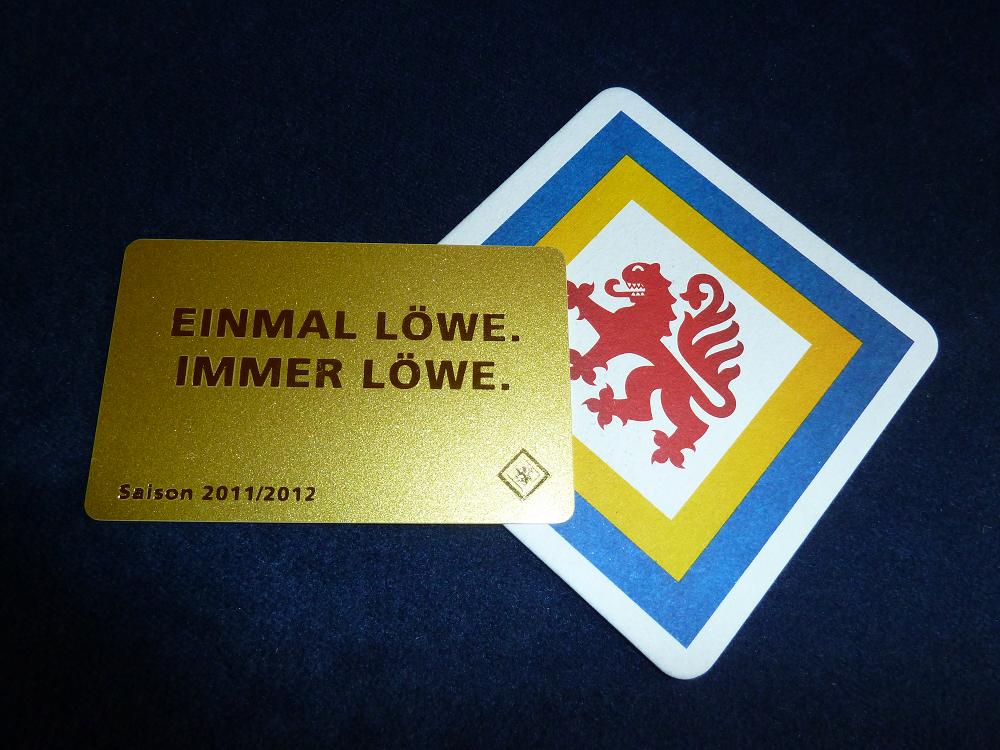 EINMAL LÖWE.
IMMER LÖWE.
Saison 2011/2012